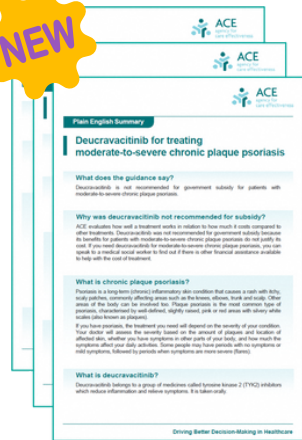 NEW
ACE
ACE
agency for
care effectiveness
ACE
agency for
care effectiveness
Plain English Summary
Deucravacitinib for treating
moderate-to-severe chronic plaque psoriasis
What does the guidance say?
Deucravacitinib is not recommended for government subsidy for patients with
moderate-to-severe chronic plaque psoriasis.
Why was deucravacitinib not recommended for subsidy?
ACE evaluates how well a treatment works in relation to how much it costs compared to
other treatments. Deucravacitinib was not recommended for government subsidy because
its benefits for patients with moderate-to-severe chronic plaque psoriasis do not justify its
cost. If you need deucravacitinib for moderate-to-severe chronic plaque psoriasis, you can
speak to a medical social worker to find out if there is other financial assistance available
to help with the cost of treatment.
What is chronic plaque psoriasis?
Psoriasis is a long-term (chronic) inflammatory skin condition that causes a rash with itchy,
scaly patches, commonly affecting areas such as the knees, elbows, trunk and scalp. Other
areas of the body can be involved too. Plaque psoriasis is the most common type of
psoriasis, characterised by well-defined, slightly raised, pink or red areas with silvery white
scales (also known as plaques).
If you have psoriasis, the treatment you need will depend on the severity of your condition.
Your doctor will assess the severity based on the amount of plaques and location of
affected skin, whether you have symptoms in other parts of your body, and how much the
symptoms affect your daily activities. Some people may have periods with no symptoms or
mild symptoms, followed by periods when symptoms are more severe (flares).
What is deucravacitinib?
Deucravacitinib belongs to a group of medicines called tyrosine kinase 2 (TYK2) inhibitors
which reduce inflammation and relieve symptoms. It is taken orally.
Driving Better Decision-Making in Healthcare